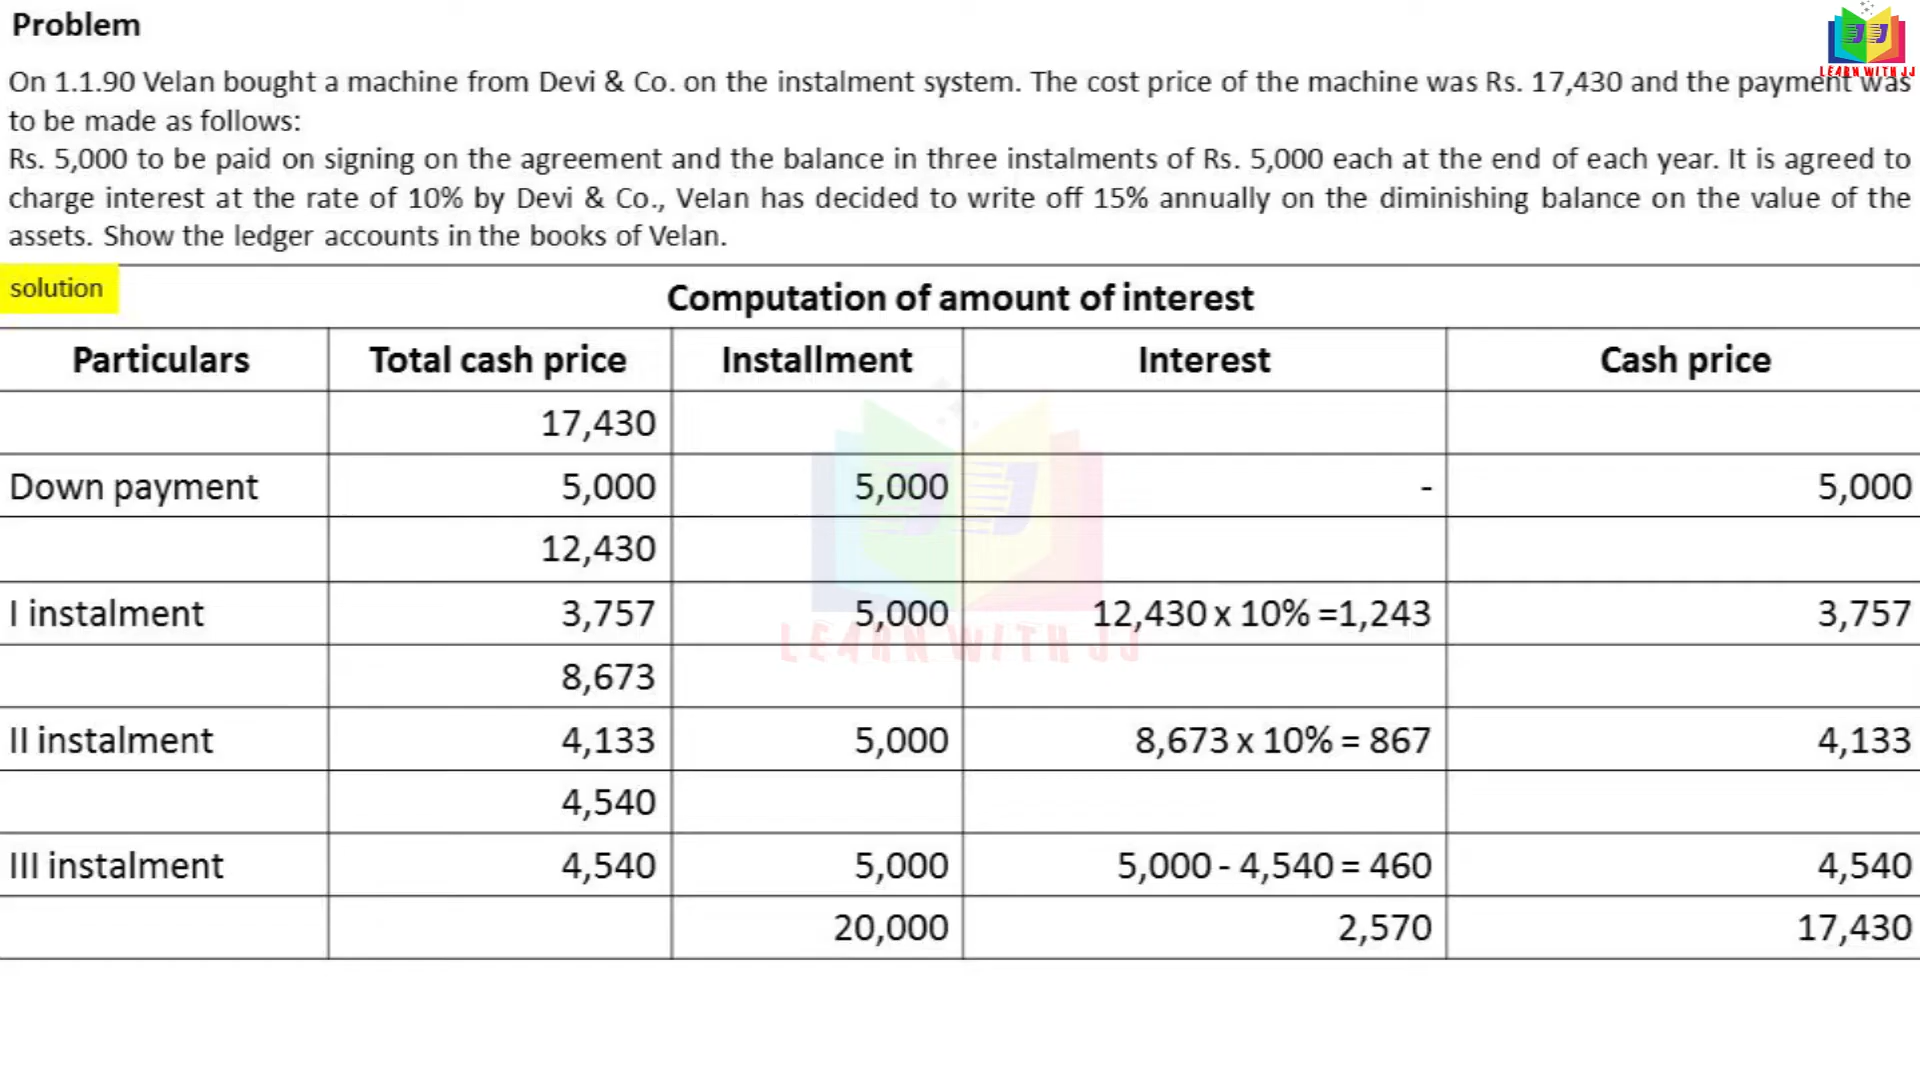 Problem
LEARN WITH JJ
On 1.1.90 Velan bought a machine from Devi & Co. on the instalment system. The cost price of the machine was Rs. 17,430 and the payment was
to be made as follows:
Rs. 5,000 to be paid on signing on the agreement and the balance in three instalments of Rs. 5,000 each at the end of each year. It is agreed to
charge interest at the rate of 10% by Devi & Co., Velan has decided to write off 15% annually on the diminishing balance on the value of the
assets. Show the ledger accounts in the books of Velan.
solution
Computation of amount of interest
Particulars Total cash price Installment Interest Cash price
17,430
Down payment 5,000 5,000 - 5,000
12,430
I instalment 3,757 5,000 12,430 x 10% =1,243 3,757
LEARN WITH JJ
8,673
II instalment 4,133 5,000 8,673 x 10% = 867 4,133
4,540
III instalment 4,540 5,000 5,000 - 4,540 = 460 4,540
20,000 2,570 17,430